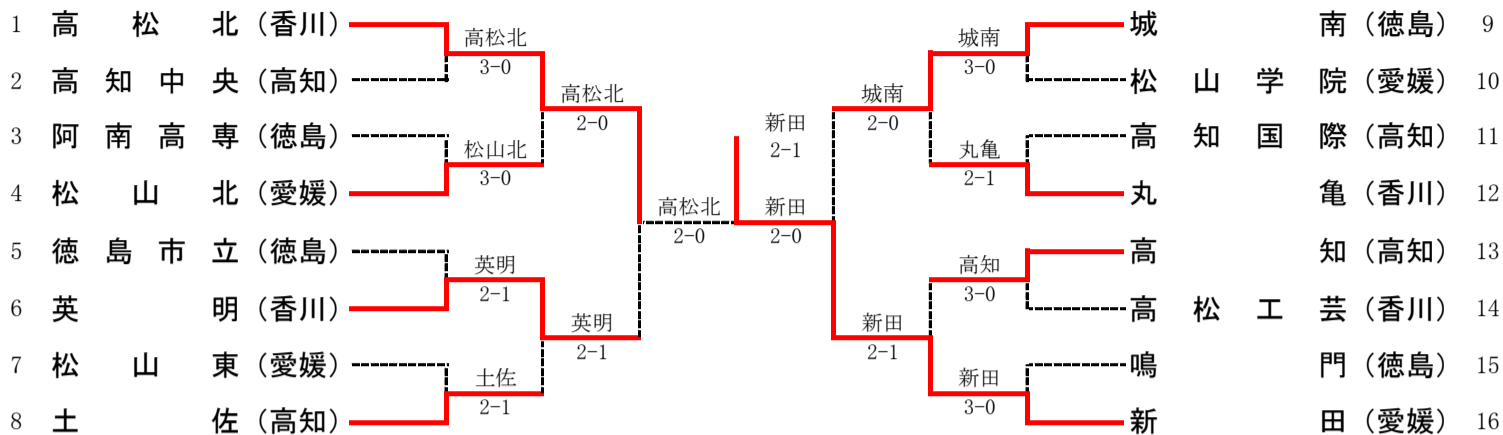 1 高松北（香川）
2 高知中央（高知）
3 阿南高専（徳島）
4 松山北（愛媛）
5 徳島市立（徳島）
6 英明（香川）
7 松山東（愛媛）
8 土佐（高知）
高松北
3-0
松山北
3-0
英明
2-1
土佐
2-1
高松北
2-0
英明
2-1
高松北
2-0
新田
2-1
新田
2-0
城南
2-0
新田
2-1
城南
3-0
丸亀
2-1
高知
3-0
新田
3-0
城南（徳島） 9
松山学院（愛媛） 10
高知国際（高知） 11
丸亀（香川） 12
高知（高知） 13
高松工芸（香川） 14
鳴門（徳島） 15
新田（愛媛） 16